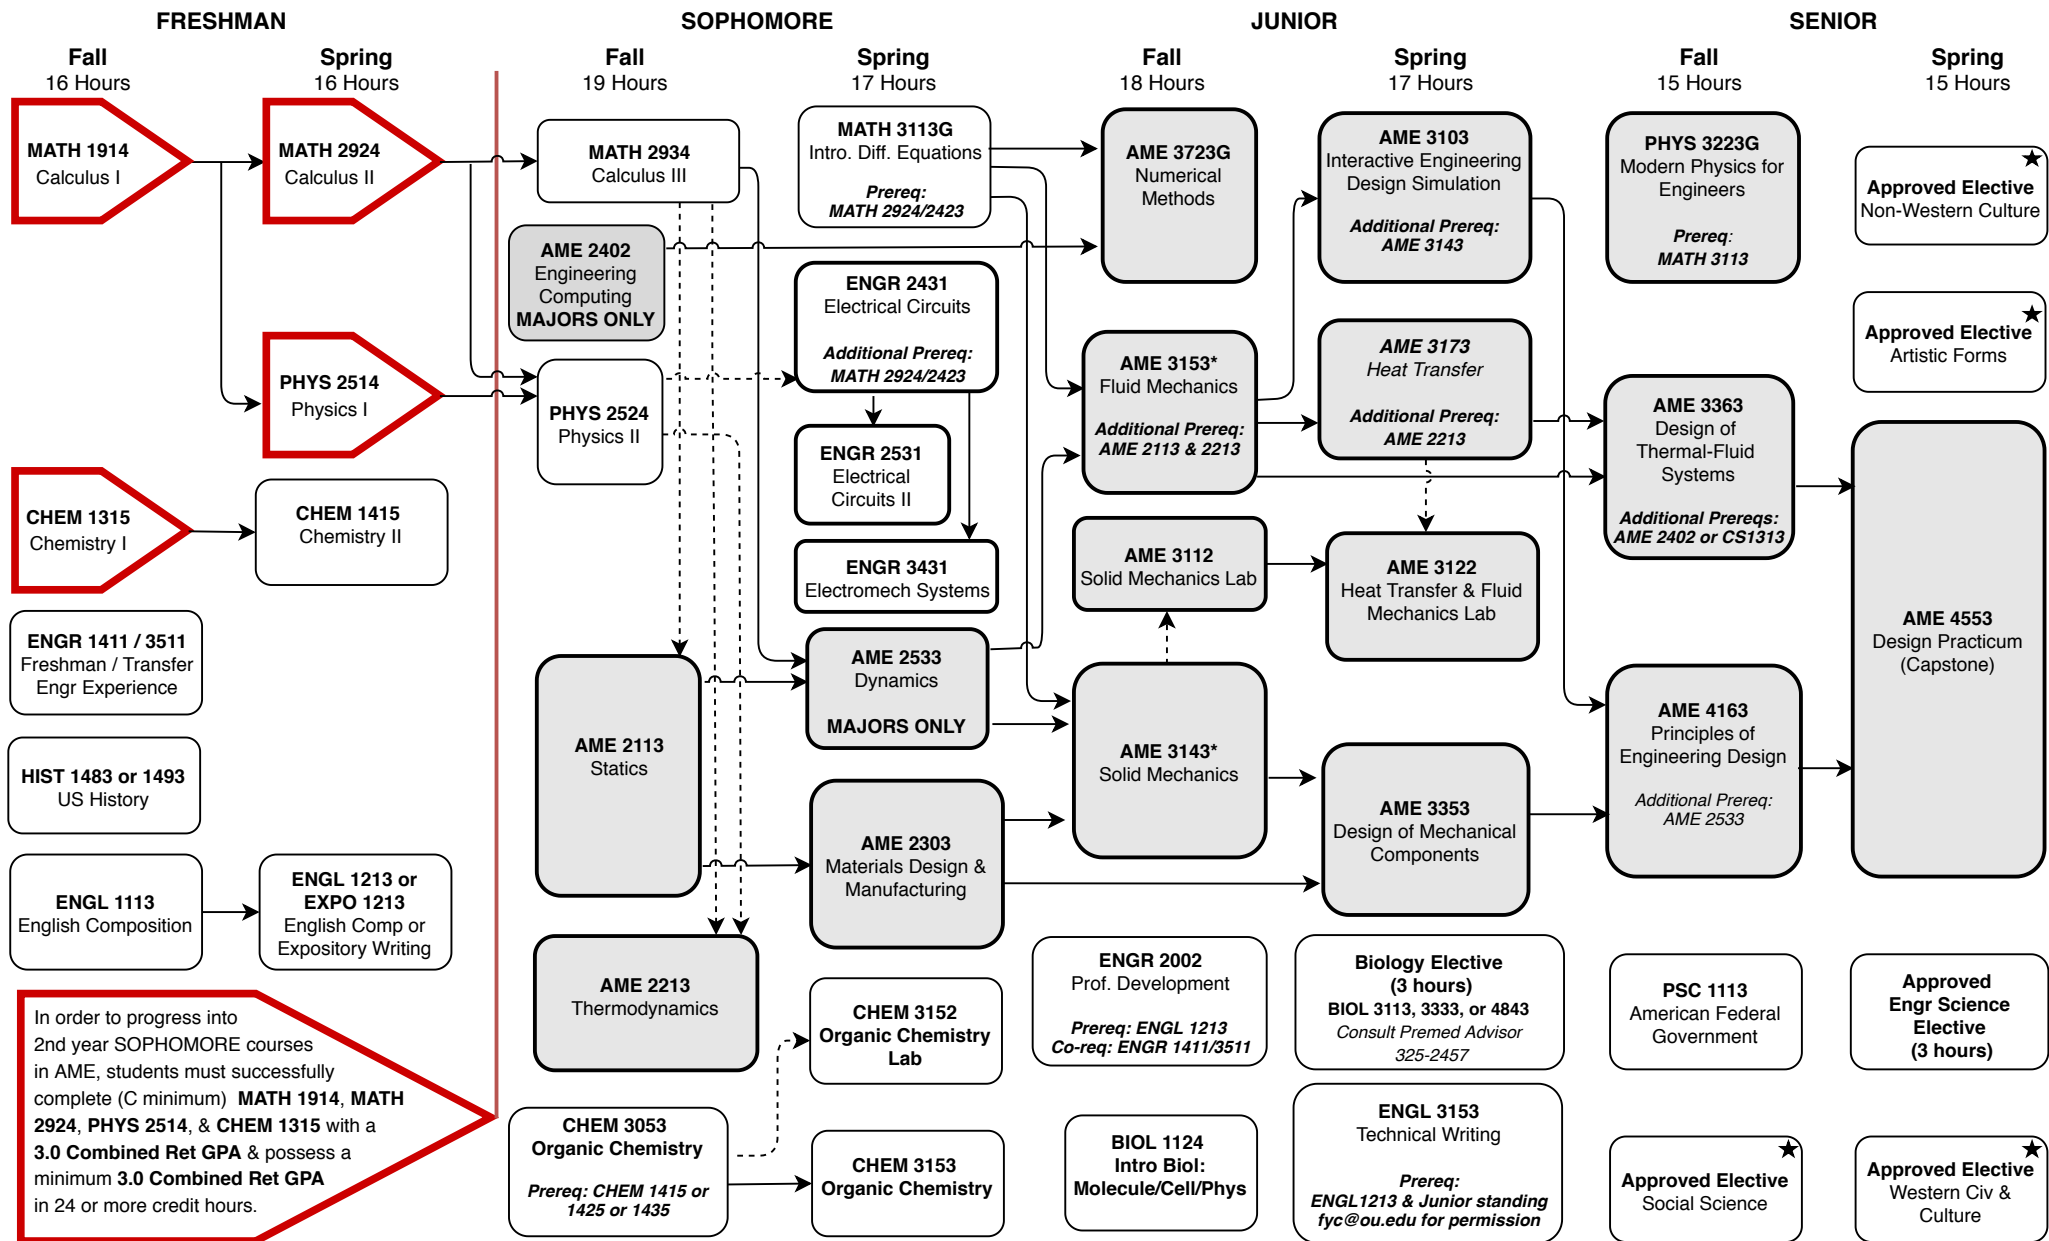 FRESHMAN
SOPHOMORE
JUNIOR
SENIOR
Fall
16 Hours
Spring
16 Hours
Fall
19 Hours
Spring
17 Hours
Fall
18 Hours
Spring
17 Hours
Fall
15 Hours
Spring
15 Hours
MATH 1914
Calculus I
CHEM 1315
Chemistry I
ENGR 1411 / 3511
Freshman / Transfer
Engr Experience
HIST 1483 or 1493
US History
ENGL 1113
English Composition
In order to progress into
2nd year SOPHOMORE courses
in AME, students must successfully
complete (C minimum) MATH 1914, MATH
2924, PHYS 2514, & CHEM 1315 with a
3.0 Combined Ret GPA & possess a
minimum 3.0 Combined Ret GPA
in 24 or more credit hours.
MATH 2924
Calculus II
PHYS 2514
Physics I
CHEM 1415
Chemistry II
ENGL 1213 or
EXPO 1213
English Comp or
Expository Writing
MATH 2934
Calculus III
AME 2402
Engineering
Computing
MAJORS ONLY
PHYS 2524
Physics II
AME 2113
Statics
AME 2213
Thermodynamics
CHEM 3053
Organic Chemistry
Prereq: CHEM 1415 or
1425 or 1435
MATH 3113G
Intro. Diff. Equations
Prereq:
MATH 2924/2423
ENGR 2431
Electrical Circuits
Additional Prereq:
MATH 2924/2423
ENGR 2531
Electrical
Circuits II
ENGR 3431
Electromech Systems
AME 2533
Dynamics
MAJORS ONLY
AME 2303
Materials Design &
Manufacturing
CHEM 3152
Organic Chemistry
Lab
CHEM 3153
Organic Chemistry
AME 3723G
Numerical
Methods
AME 3153*
Fluid Mechanics
Additional Prereq:
AME 2113 & 2213
AME 3112
Solid Mechanics Lab
AME 3143*
Solid Mechanics
ENGR 2002
Prof. Development
Prereq: ENGL 1213
Co-req: ENGR 1411/3511
BIOL 1124
Intro Biol:
Molecule/Cell/Phys
AME 3103
Interactive Engineering
Design Simulation
Additional Prereq:
AME 3143
AME 3173
Heat Transfer
Additional Prereq:
AME 2213
AME 3122
Heat Transfer & Fluid
Mechanics Lab
AME 3353
Design of Mechanical
Components
Biology Elective
(3 hours)
BIOL 3113, 3333, or 4843
Consult Premed Advisor
325-2457
ENGL 3153
Technical Writing
Prereq:
ENGL1213 & Junior standing
fyc@ou.edu for permission
PHYS 3223G
Modern Physics for
Engineers
Prereq:
MATH 3113
AME 3363
Design of
Thermal-Fluid
Systems
Additional Prereqs:
AME 2402 or CS1313
AME 4163
Principles of
Engineering Design
Additional Prereq:
AME 2533
PSC 1113
American Federal
Government
Approved Elective
Social Science
Approved Elective
Non-Western Culture
Approved Elective
Artistic Forms
AME 4553
Design Practicum
(Capstone)
Approved
Engr Science
Elective
(3 hours)
Approved Elective
Western Civ &
Culture